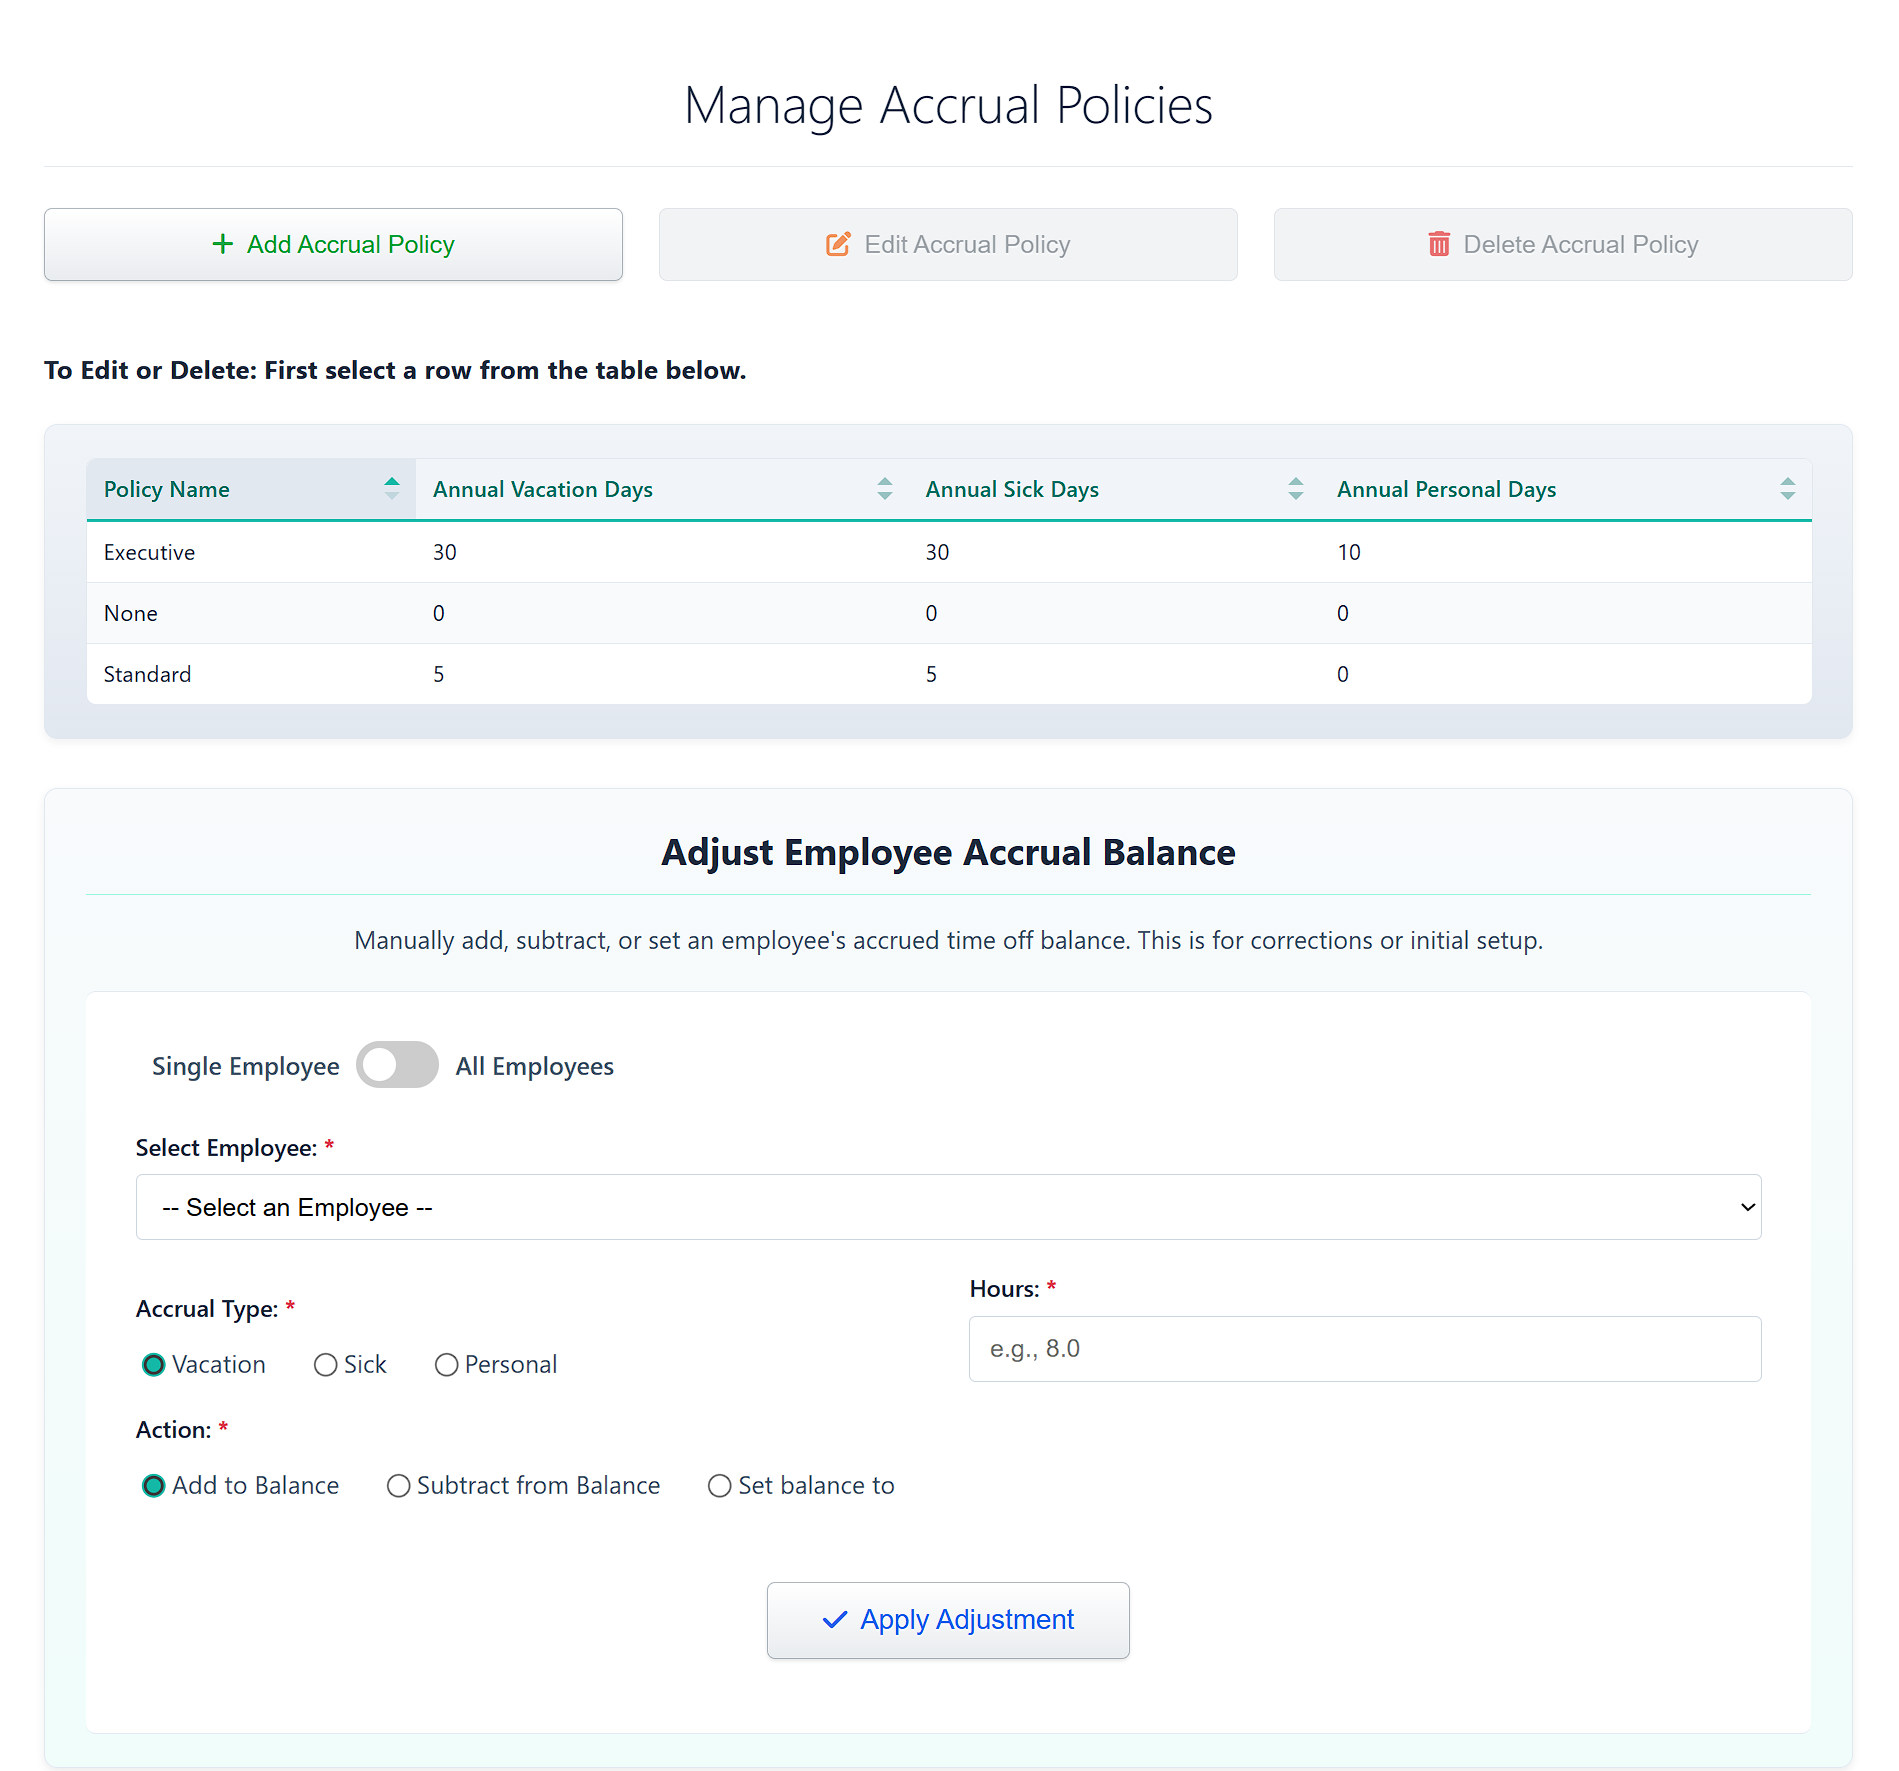 Manage Accrual Policies
Add Accrual Policy Edit Accrual Policy Delete Accrual Policy
To Edit or Delete: First select a row from the table below.
Policy Name Annual Vacation Days Annual Sick Days Annual Personal Days
Executive 30 30 10
None 0 0 0
Standard 5 5 0
Adjust Employee Accrual Balance
Manually add, subtract, or set an employee's accrued time off balance. This is for corrections or initial setup.
Single Employee All Employees
Select Employee: *
-- Select an Employee --
Accrual Type: *
Vacation Sick Personal
Hours: *
e.g., 8.0
Action: *
Add to Balance Subtract from Balance Set balance to
Apply Adjustment